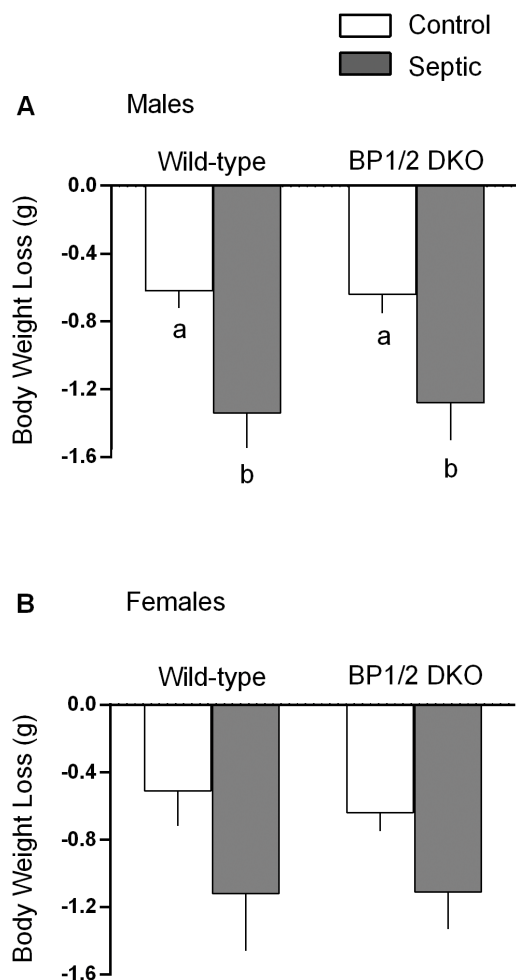 Control
Septic
A Males
Wild-type BP1/2 DKO
Body Weight Loss (g)
0.0
-0.4
-0.8
-1.2
-1.6
a
b
a
b
B Females
Wild-type BP1/2 DKO
Body Weight Loss (g)
0.0
-0.4
-0.8
-1.2
-1.6